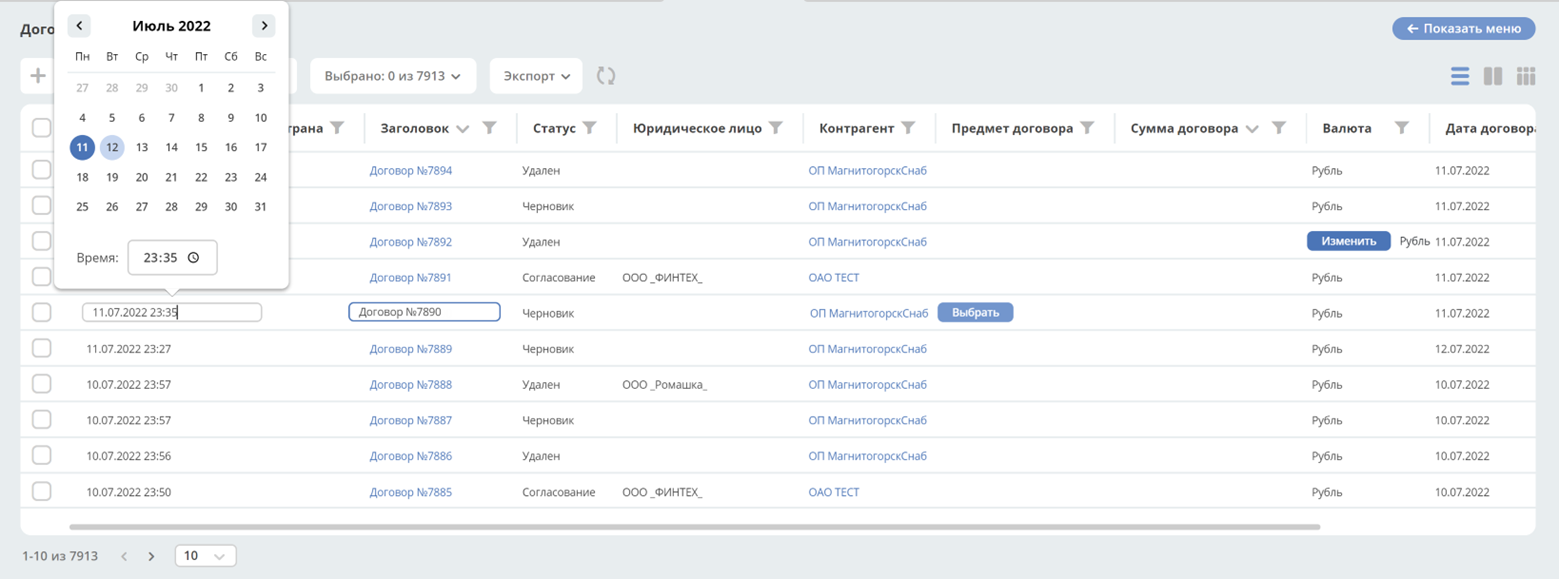 Июль 2022
Дого
Показать меню
Пн Вт Ср Чт Пт Сб Вс
27 28 29 30 1 2 3
4 5 6 7 8 9 10
11 12 13 14 15 16 17
18 19 20 21 22 23 24
25 26 27 28 29 30 31
Время: 23:35
Выбрано: 0 из 7913 Экспорт
трана Заголовок Статус Юридическое лицо Контрагент Предмет договора Сумма договора Валюта Дата договора
Договор №7894 Удален ОП МагнитогорскСнаб Рубль 11.07.2022
Договор №7893 Черновик ОП МагнитогорскСнаб Рубль 11.07.2022
Договор №7892 Удален ОП МагнитогорскСнаб Изменить Рубль 11.07.2022
Договор №7891 Согласование ООО _ФИНТЕХ_ ОАО ТЕСТ Рубль 11.07.2022
11.07.2022 23:35 Договор №7890 Черновик ОП МагнитогорскСнаб Выбрать Рубль 11.07.2022
11.07.2022 23:27 Договор №7889 Черновик ОП МагнитогорскСнаб Рубль 12.07.2022
10.07.2022 23:57 Договор №7888 Удален ООО _Ромашка_ ОП МагнитогорскСнаб Рубль 10.07.2022
10.07.2022 23:57 Договор №7887 Черновик ОП МагнитогорскСнаб Рубль 10.07.2022
10.07.2022 23:56 Договор №7886 Удален ОП МагнитогорскСнаб Рубль 10.07.2022
10.07.2022 23:50 Договор №7885 Согласование ООО _ФИНТЕХ_ ОАО ТЕСТ Рубль 10.07.2022
1-10 из 7913 10